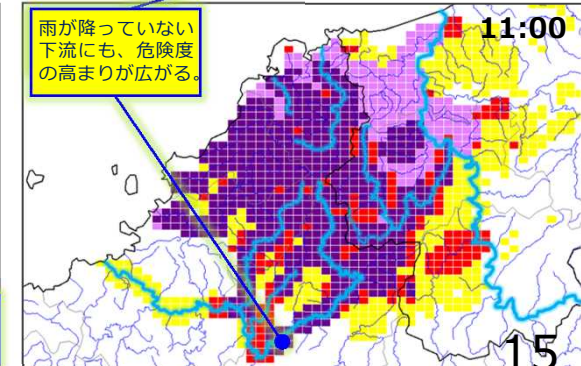 雨が降っていない
下流にも、危険度
の高まりが広がる。
11:00
15